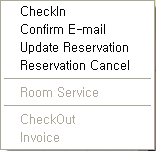 CheckIn
Confirm E-mail
Update Reservation
Reservation Cancel
Room Service
CheckOut
Invoice